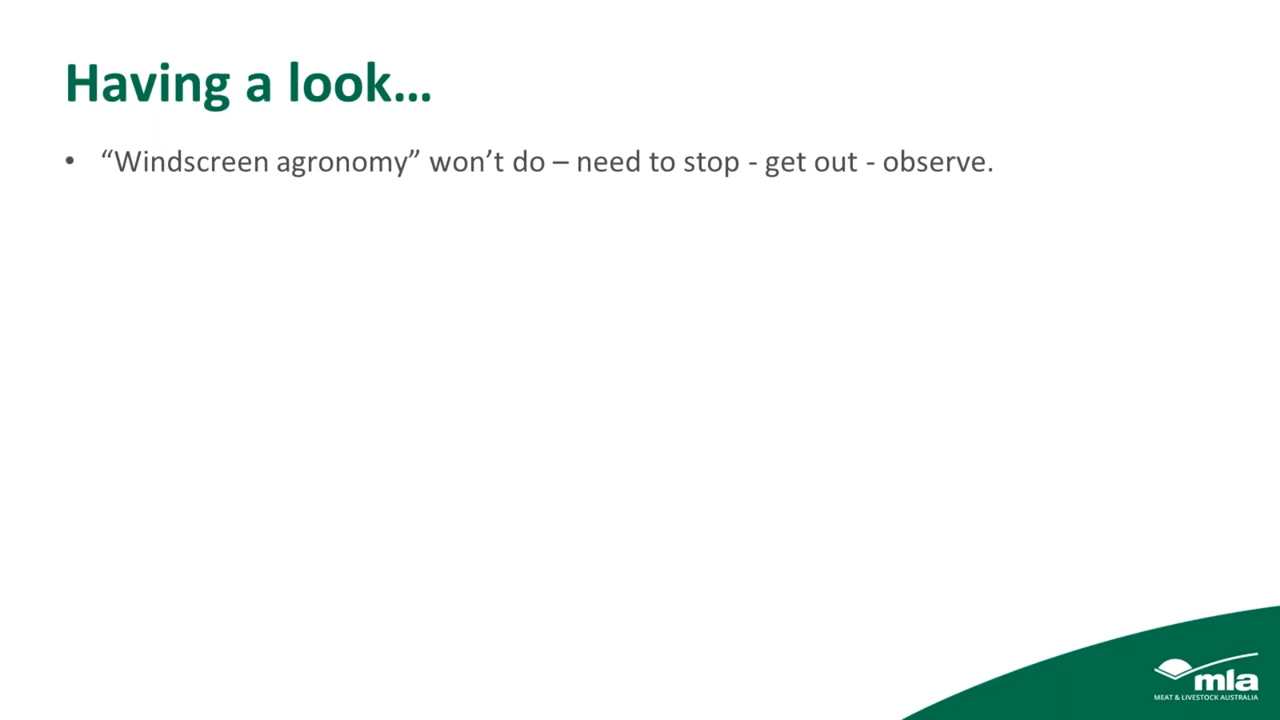 Having a look…
• “Windscreen agronomy” won’t do – need to stop - get out - observe.
mla
MEAT & LIVESTOCK AUSTRALIA